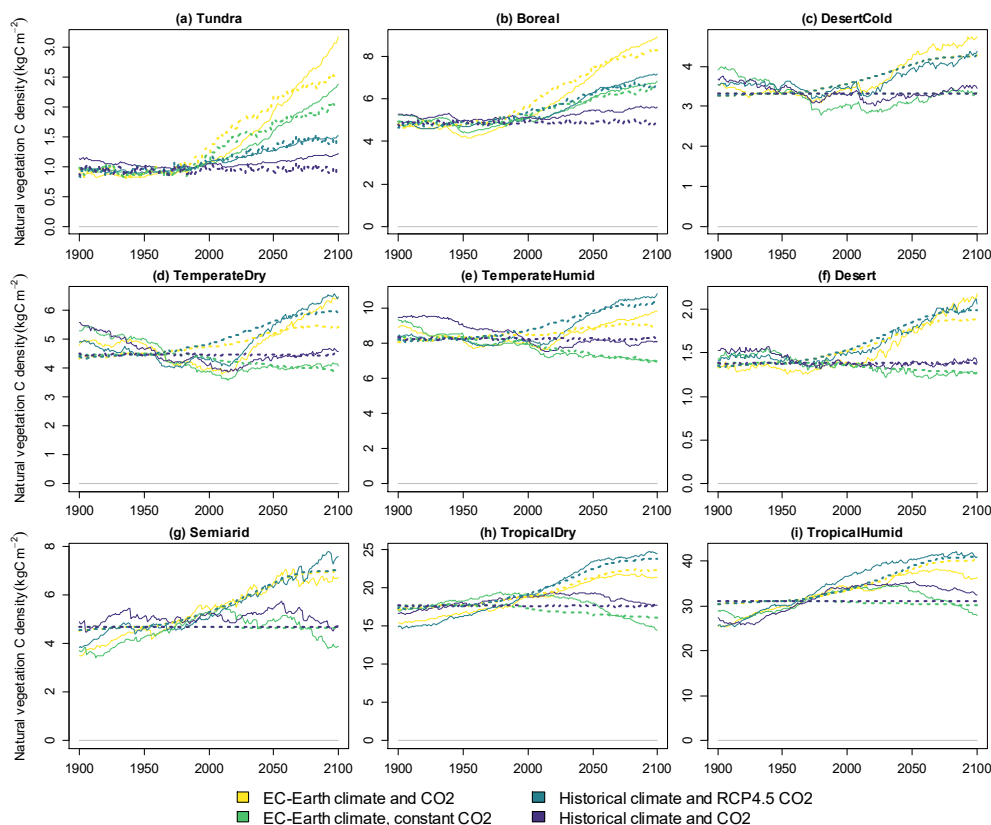 (a) Tundra
(b) Boreal
(c) DesertCold
Natural vegetation C density (kgC m−2)
0.0 0.5 1.0 1.5 2.0 2.5 3.0
0 2 4 6 8
0 1 2 3 4
1900 1950 2000 2050 2100
1900 1950 2000 2050 2100
1900 1950 2000 2050 2100
(d) TemperateDry
(e) TemperateHumid
(f) Desert
Natural vegetation C density (kgC m−2)
0 1 2 3 4 5 6
0 2 4 6 8 10
0.0 0.5 1.0 1.5 2.0
1900 1950 2000 2050 2100
1900 1950 2000 2050 2100
1900 1950 2000 2050 2100
(g) Semiarid
(h) TropicalDry
(i) TropicalHumid
Natural vegetation C density (kgC m−2)
0 2 4 6 8
0 5 10 15 20 25
0 10 20 30 40
1900 1950 2000 2050 2100
1900 1950 2000 2050 2100
1900 1950 2000 2050 2100
EC-Earth climate and CO2
Historical climate and RCP4.5 CO2
EC-Earth climate, constant CO2
Historical climate and CO2